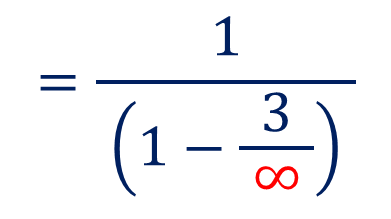 = 1 / (1 − 3/∞)